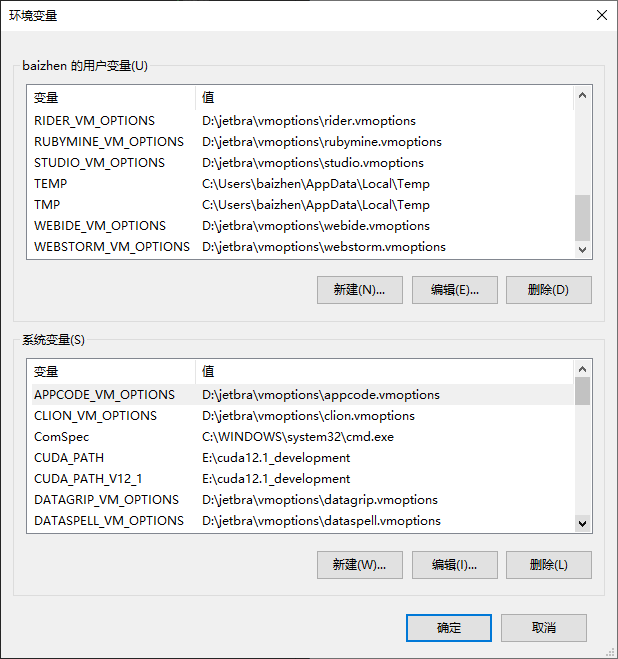 环境变量
baizhen 的用户变量(U)
变量 值
RIDER_VM_OPTIONS D:\jetbra\vmoptions\rider.vmoptions
RUBYMINE_VM_OPTIONS D:\jetbra\vmoptions\rubymine.vmoptions
STUDIO_VM_OPTIONS D:\jetbra\vmoptions\studio.vmoptions
TEMP C:\Users\baizhen\AppData\Local\Temp
TMP C:\Users\baizhen\AppData\Local\Temp
WEBIDE_VM_OPTIONS D:\jetbra\vmoptions\webide.vmoptions
WEBSTORM_VM_OPTIONS D:\jetbra\vmoptions\webstorm.vmoptions
新建(N)... 编辑(E)... 删除(D)
系统变量(S)
变量 值
APPCODE_VM_OPTIONS D:\jetbra\vmoptions\appcode.vmoptions
CLION_VM_OPTIONS D:\jetbra\vmoptions\clion.vmoptions
ComSpec C:\WINDOWS\system32\cmd.exe
CUDA_PATH E:\cuda12.1_development
CUDA_PATH_V12_1 E:\cuda12.1_development
DATAGRIP_VM_OPTIONS D:\jetbra\vmoptions\datagrip.vmoptions
DATASPELL_VM_OPTIONS D:\jetbra\vmoptions\dataspell.vmoptions
新建(W)... 编辑(I)... 删除(L)
确定 取消